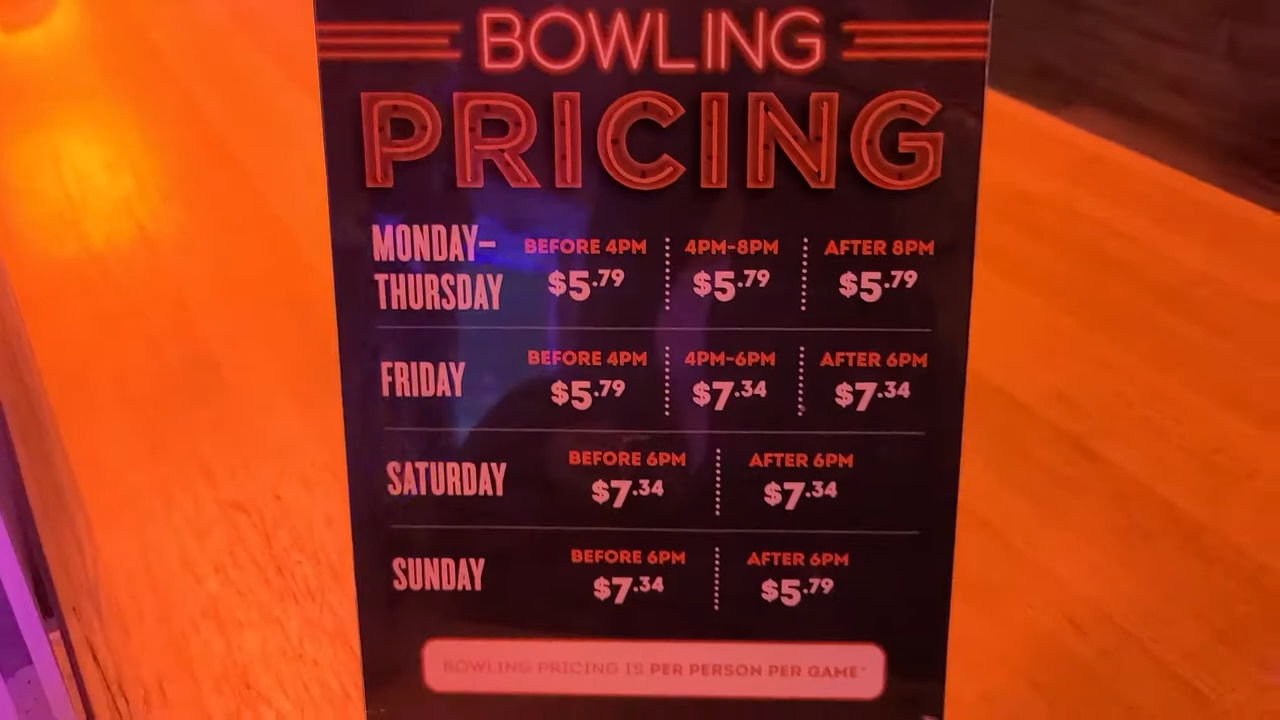 BOWLING
PRICING
MONDAY–
THURSDAY
BEFORE 4PM 4PM-8PM AFTER 8PM
$5.79 $5.79 $5.79
FRIDAY
BEFORE 4PM 4PM-6PM AFTER 6PM
$5.79 $7.34 $7.34
SATURDAY
BEFORE 6PM AFTER 6PM
$7.34 $7.34
SUNDAY
BEFORE 6PM AFTER 6PM
$7.34 $5.79
BOWLING PRICING IS PER PERSON PER GAME*